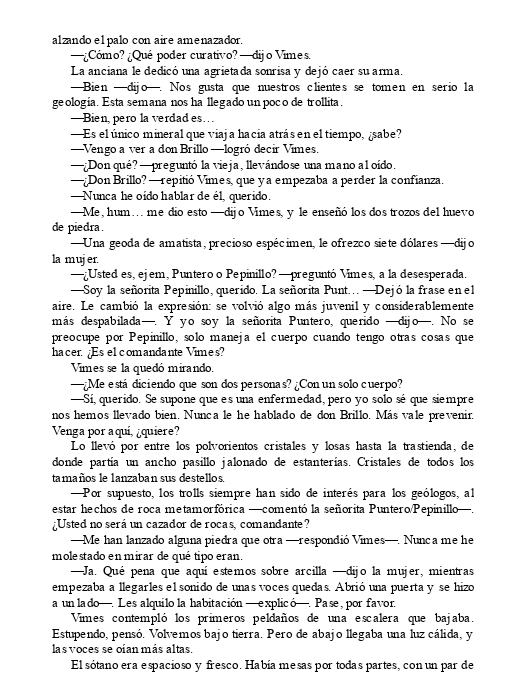 alzando el palo con aire amenazador.
—¿Cómo? ¿Qué poder curativo? —dijo Vimes.
La anciana le dedicó una agrietada sonrisa y dejó caer su arma.
—Bien —dijo—. Nos gusta que nuestros clientes se tomen en serio la
geología. Esta semana nos ha llegado un poco de trollita.
—Bien, pero la verdad es…
—Es el único mineral que viaja hacia atrás en el tiempo, ¿sabe?
—Vengo a ver a don Brillo —logró decir Vimes.
—¿Don qué? —preguntó la vieja, llevándose una mano al oído.
—¿Don Brillo? —repitió Vimes, que ya empezaba a perder la confianza.
—Nunca he oído hablar de él, querido.
—Me, hum… me dio esto —dijo Vimes, y le enseñó los dos trozos del huevo
de piedra.
—Una geoda de amatista, precioso espécimen, le ofrezco siete dólares —dijo
la mujer.
—¿Usted es, ejem, Puntero o Pepinillo? —preguntó Vimes, a la desesperada.
—Soy la señorita Pepinillo, querido. La señorita Punt… —Dejó la frase en el
aire. Le cambió la expresión: se volvió algo más juvenil y considerablemente
más despabilada—. Y yo soy la señorita Puntero, querido —dijo—. No se
preocupe por Pepinillo, solo maneja el cuerpo cuando tengo otras cosas que
hacer. ¿Es el comandante Vimes?
Vimes se la quedó mirando.
—¿Me está diciendo que son dos personas? ¿Con un solo cuerpo?
—Sí, querido. Se supone que es una enfermedad, pero yo solo sé que siempre
nos hemos llevado bien. Nunca le he hablado de don Brillo. Más vale prevenir.
Venga por aquí, ¿quiere?
Lo llevó por entre los polvorientos cristales y losas hasta la trastienda, de
donde partía un ancho pasillo jalonado de estanterías. Cristales de todos los
tamaños le lanzaban sus destellos.
—Por supuesto, los trolls siempre han sido de interés para los geólogos, al
estar hechos de roca metamorfórica —comentó la señorita Puntero/Pepinillo—.
¿Usted no será un cazador de rocas, comandante?
—Me han lanzado alguna piedra que otra —respondió Vimes—. Nunca me he
molestado en mirar de qué tipo eran.
—Ja. Qué pena que aquí estemos sobre arcilla —dijo la mujer, mientras
empezaba a llegarles el sonido de unas voces quedas. Abrió una puerta y se hizo
a un lado—. Les alquilo la habitación —explicó—. Pase, por favor.
Vimes contempló los primeros peldaños de una escalera que bajaba.
Estupendo, pensó. Volvemos bajo tierra. Pero de abajo llegaba una luz cálida, y
las voces se oían más altas.
El sótano era espacioso y fresco. Había mesas por todas partes, con un par de